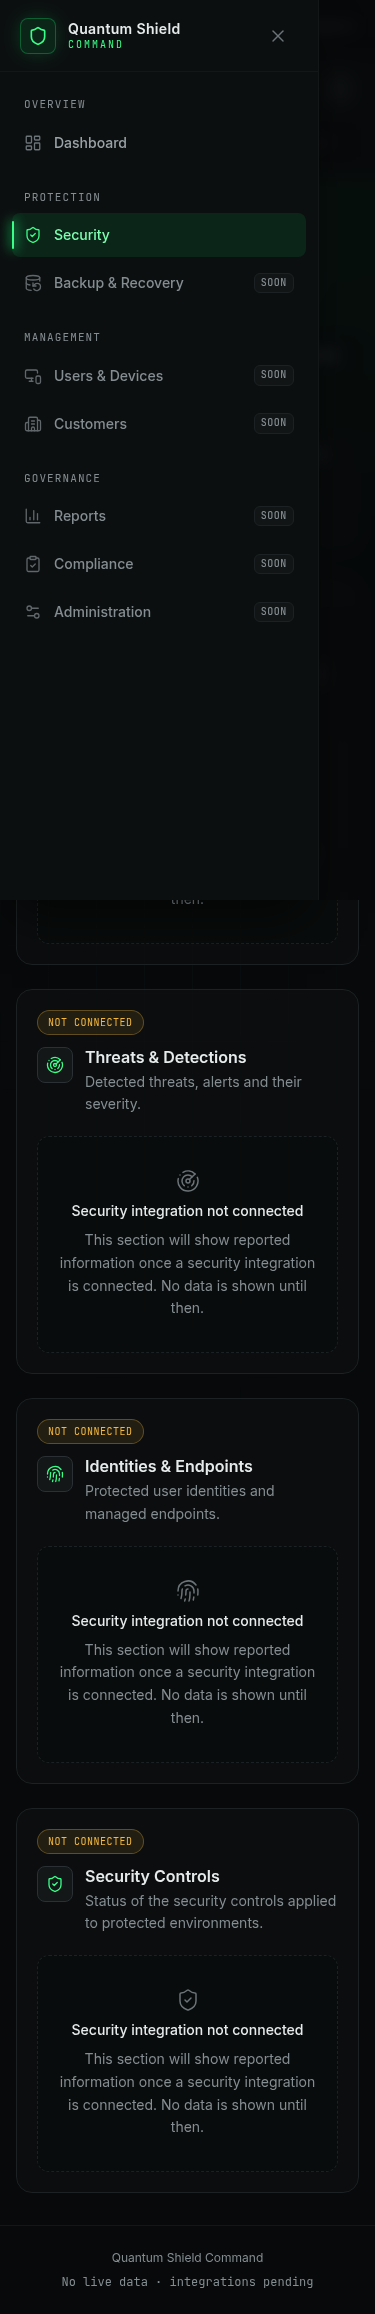 Quantum Shield
COMMAND
OVERVIEW
Dashboard
PROTECTION
Security
Backup & Recovery SOON
MANAGEMENT
Users & Devices SOON
Customers SOON
GOVERNANCE
Reports SOON
Compliance SOON
Administration SOON
then.
NOT CONNECTED
Threats & Detections
Detected threats, alerts and their
severity.
Security integration not connected
This section will show reported
information once a security integration
is connected. No data is shown until
then.
NOT CONNECTED
Identities & Endpoints
Protected user identities and
managed endpoints.
Security integration not connected
This section will show reported
information once a security integration
is connected. No data is shown until
then.
NOT CONNECTED
Security Controls
Status of the security controls applied
to protected environments.
Security integration not connected
This section will show reported
information once a security integration
is connected. No data is shown until
then.
Quantum Shield Command
No live data · integrations pending